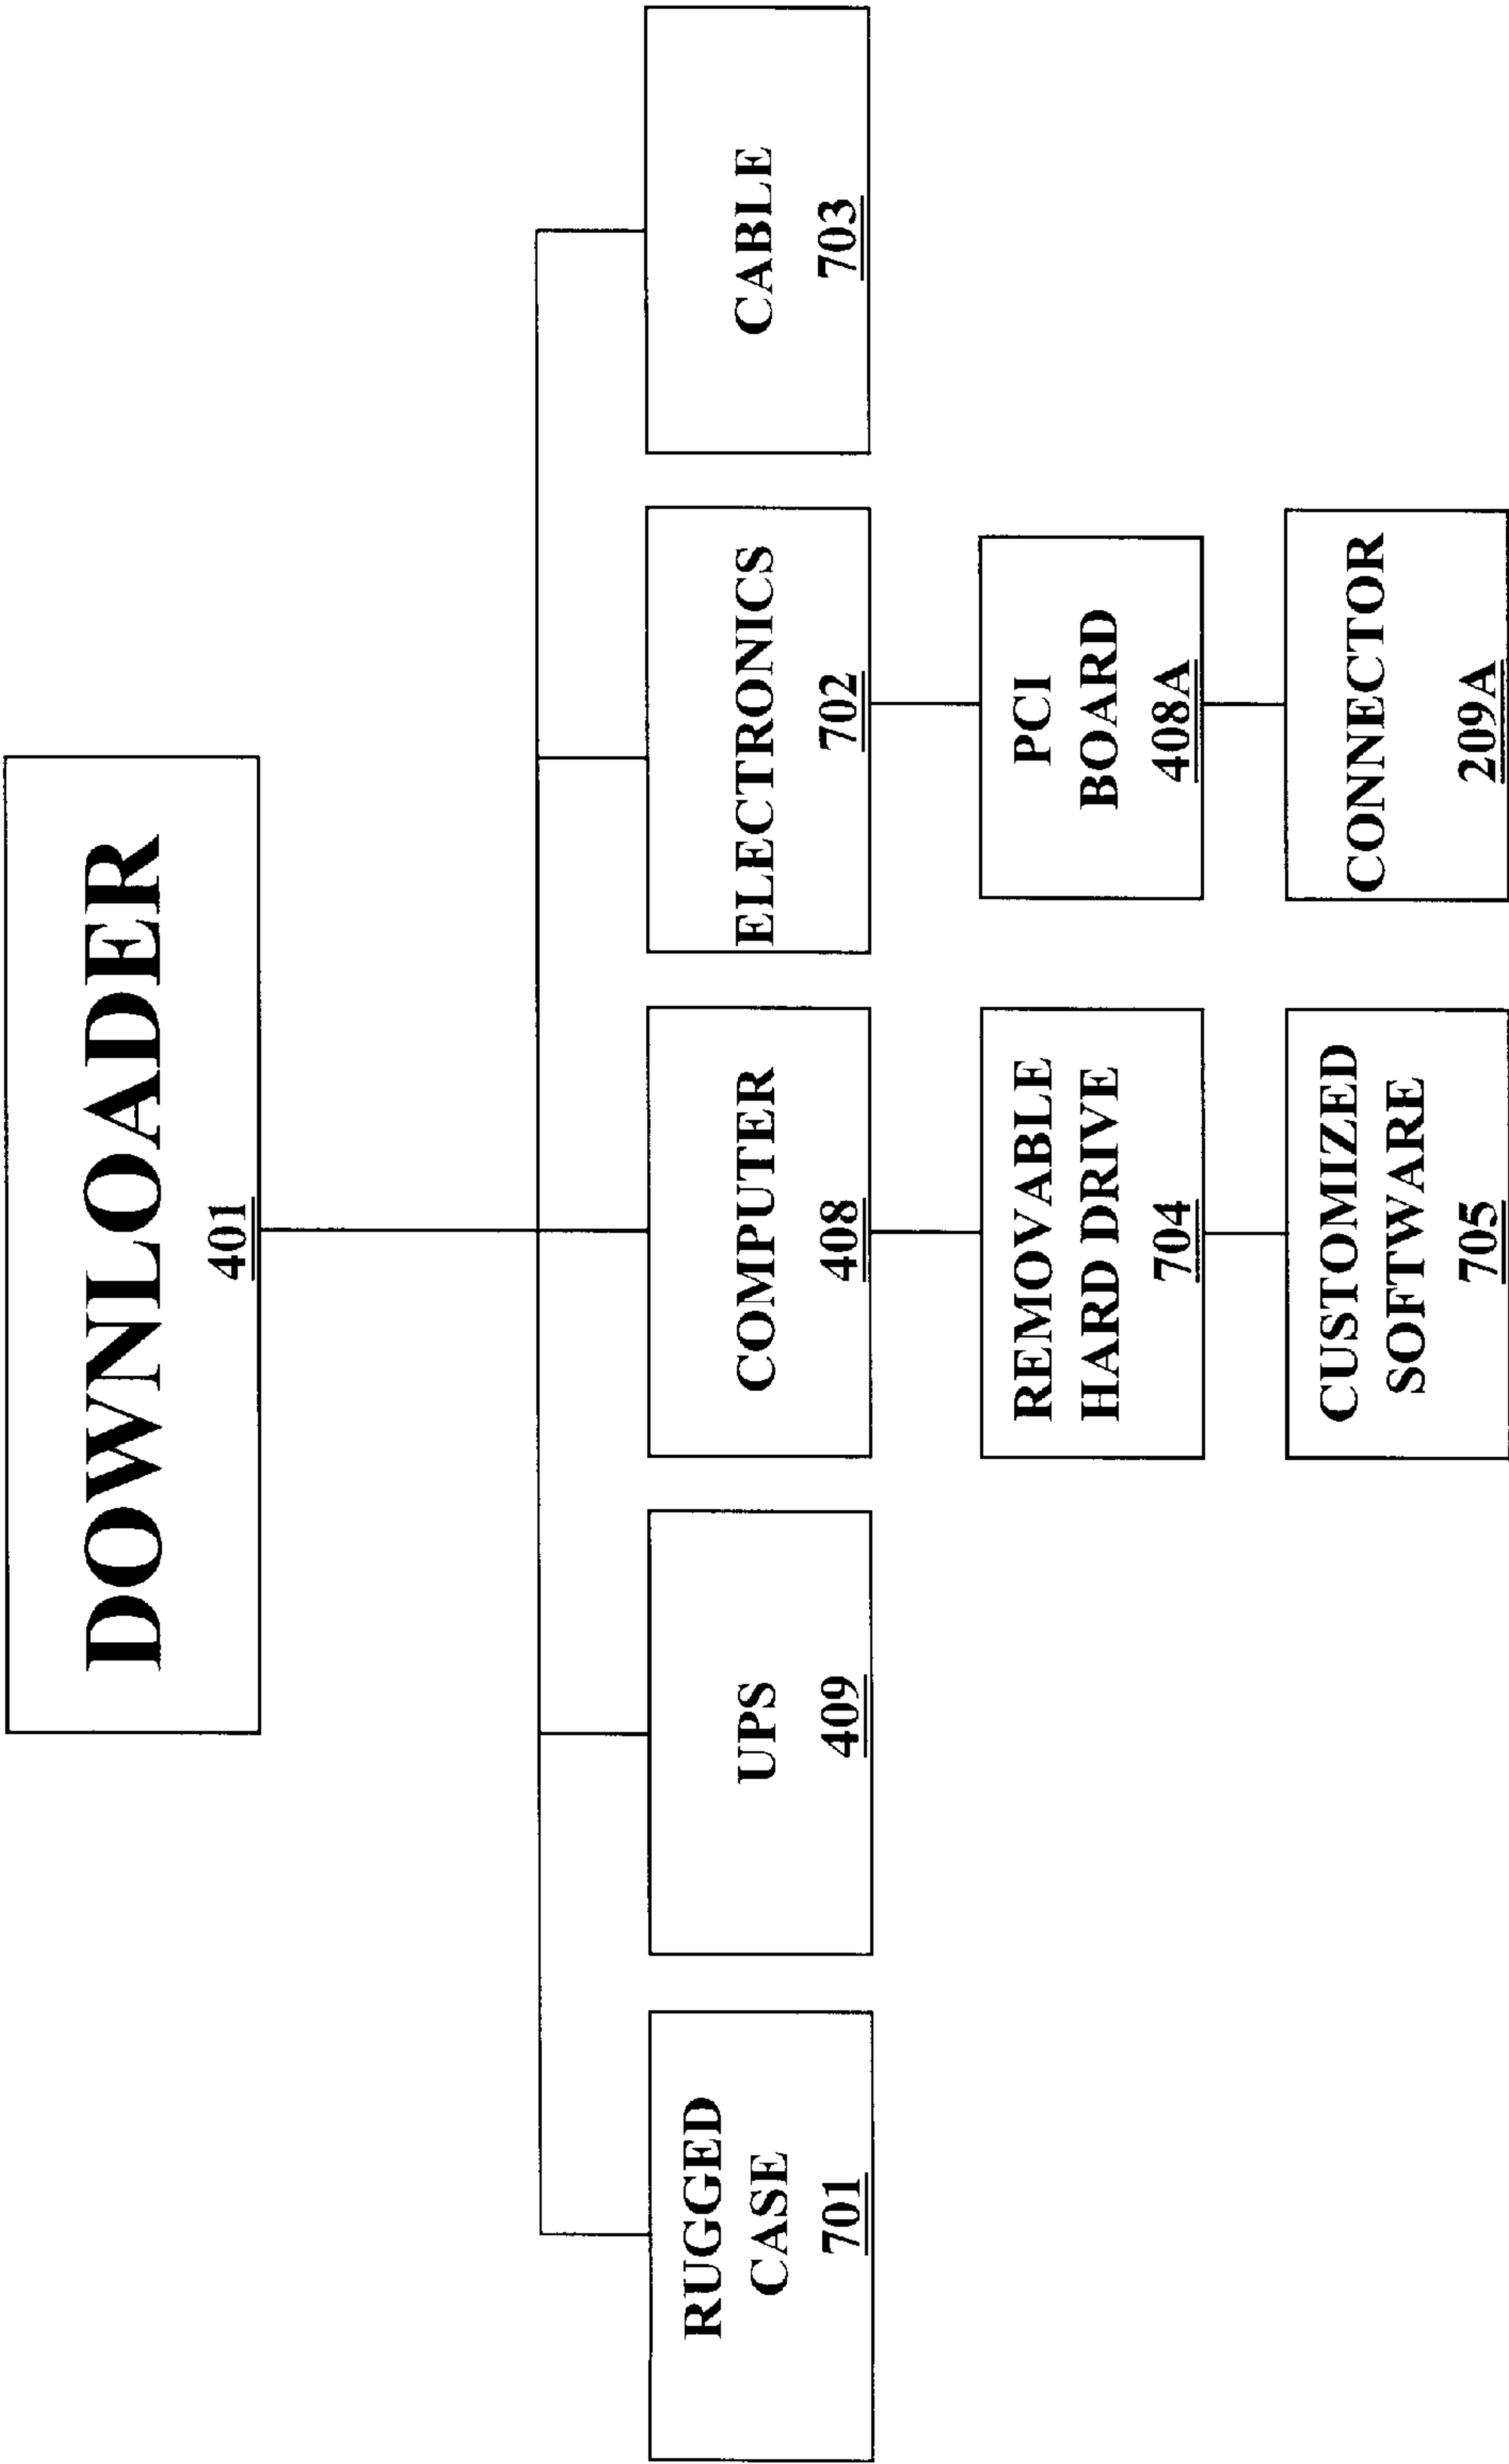 DOWNLOADER
401
RUGGED
CASE
701
UPS
409
COMPUTER
408
ELECTRONICS
702
CABLE
703
REMOVABLE
HARD DRIVE
704
PCI
BOARD
408A
CUSTOMIZED
SOFTWARE
705
CONNECTOR
209A